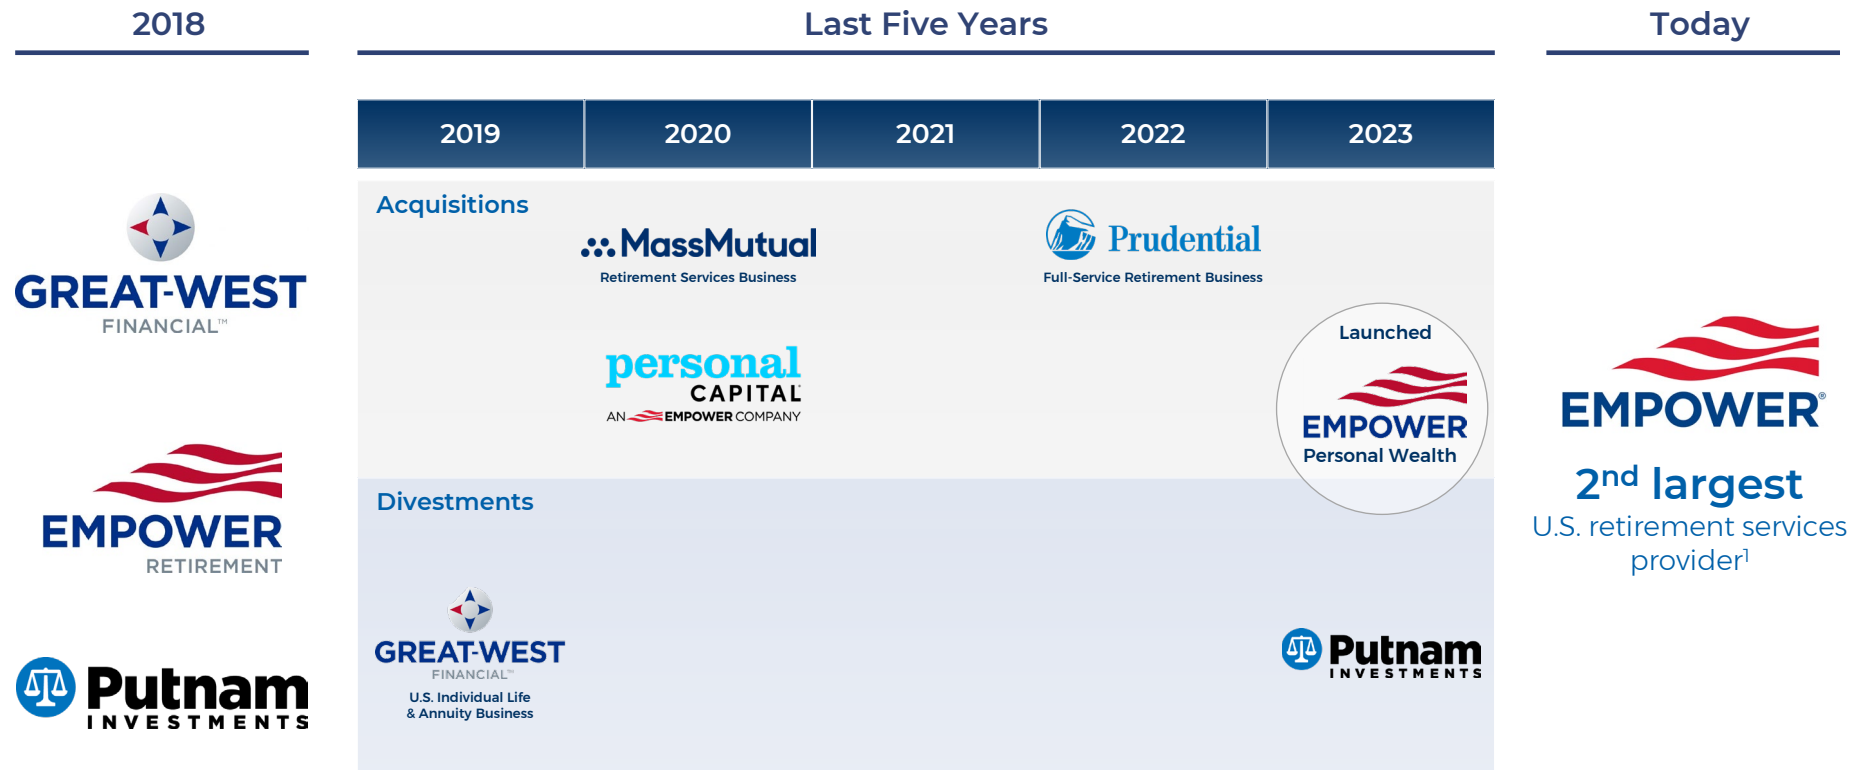 2018
Last Five Years
Today
2019
2020
2021
2022
2023
GREAT-WEST
FINANCIAL™
EMPOWER
RETIREMENT
Putnam
INVESTMENTS
Acquisitions
MassMutual
Retirement Services Business
personal
CAPITAL®
AN EMPOWER COMPANY
Prudential
Full-Service Retirement Business
Launched
EMPOWER
Personal Wealth
Divestments
GREAT-WEST
FINANCIAL™
U.S. Individual Life
& Annuity Business
Putnam
INVESTMENTS
EMPOWER®
2nd largest
U.S. retirement services
provider1